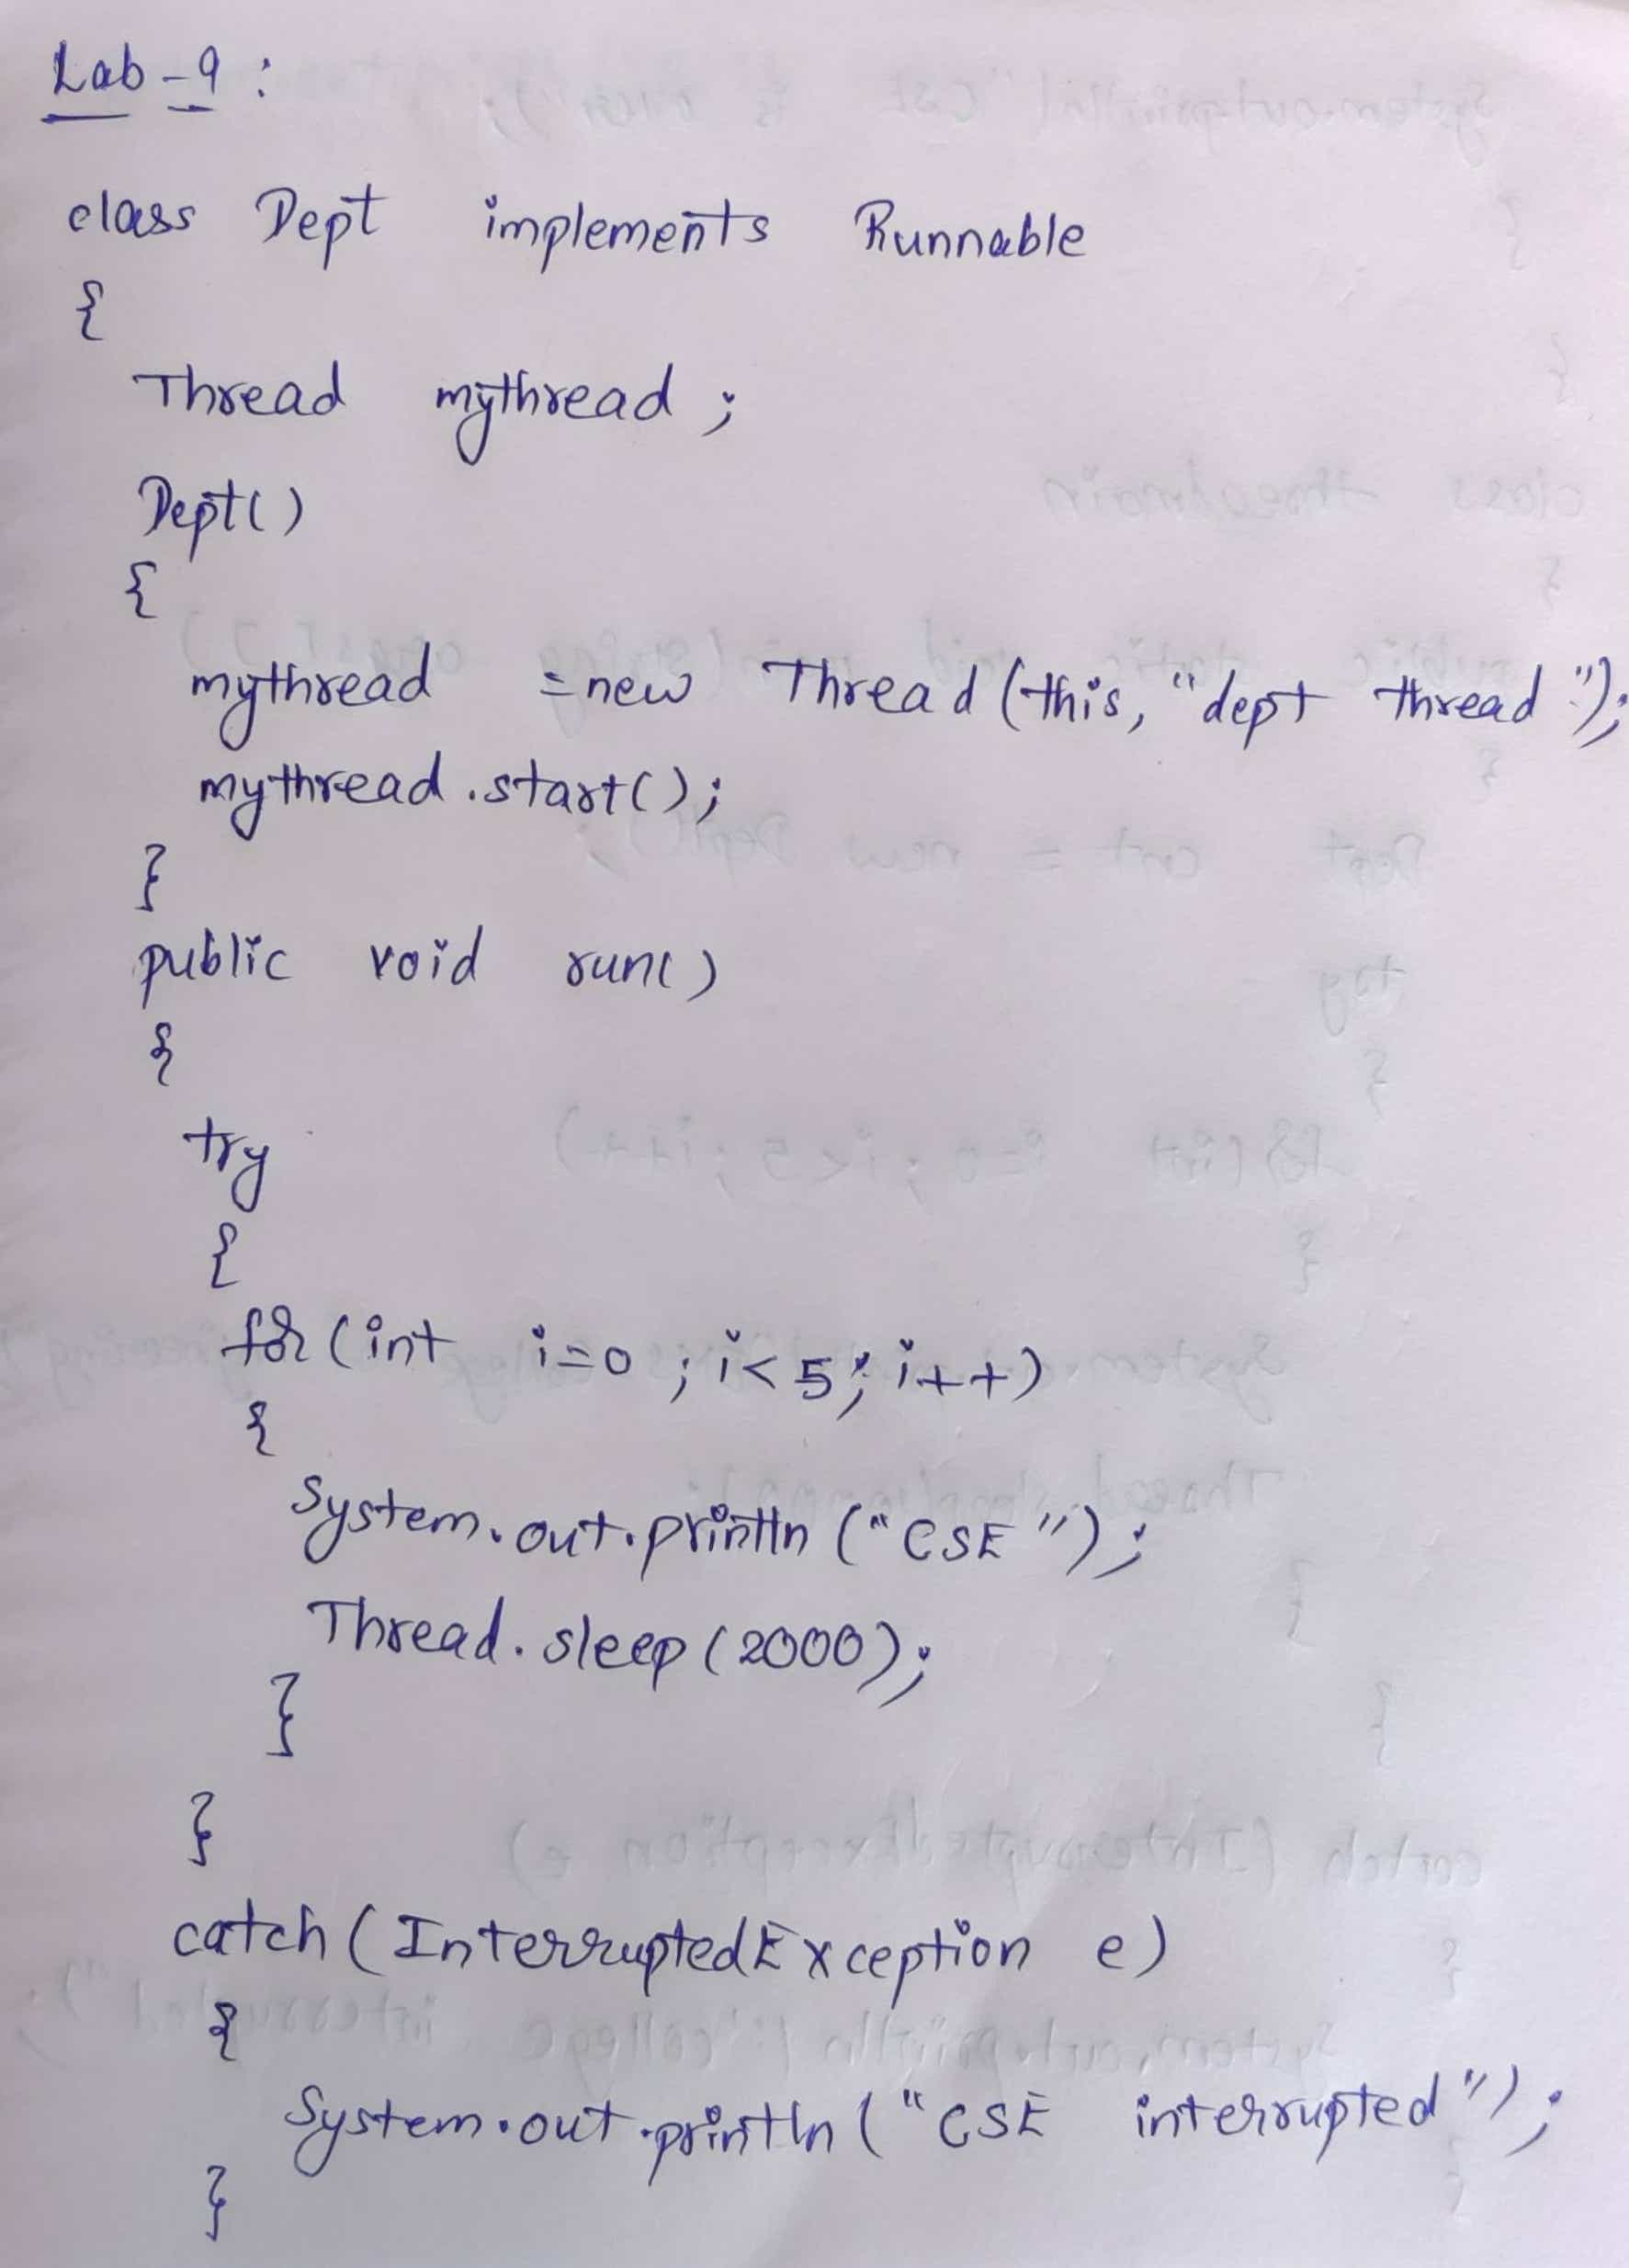 Lab-9:
class Dept implements Runnable
{
Thread mythread;
Dept()
{
mythread =new Thread(this, "dept thread");
mythread.start();
}
public void run()
{
try
{
for(int i=0; i<5; i++)
{
System.out.println("CSE");
Thread.sleep(2000);
}
}
catch(InterruptedException e)
{
System.out.println("CSE interrupted");
}